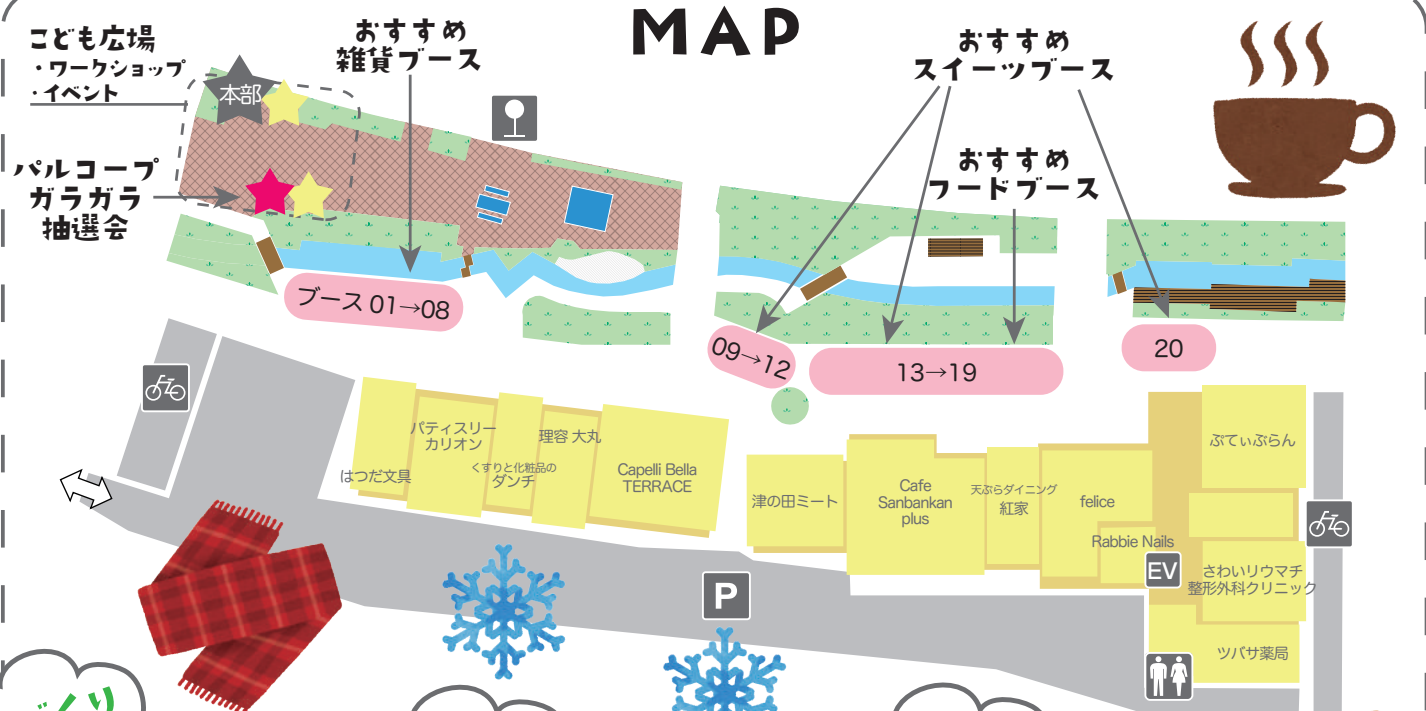 MAP
こども広場
・ワークショップ
・イベント
本部
おすすめ
雑貨ブース
おすすめ
スイーツブース
おすすめ
フードブース
パルコープ
ガラガラ
抽選会
ブース 01→08
09→12
13→19
20
はつだ文具
パティスリー
カリオン
くすりと化粧品の
ダンチ
理容 大丸
Capelli Bella
TERRACE
津の田ミート
Cafe
Sanbankan
plus
天ぷらダイニング
紅家
felice
Rabbie Nails
EV
ぷてぃぷらん
さわいリウマチ
整形外科クリニック
ツバサ薬局
P